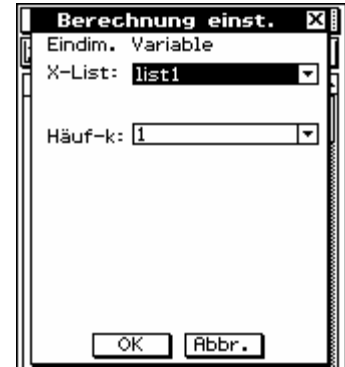 Berechnung einst.
Eindim. Variable
X-List: list1
Häuf-k: 1
OK Abbr.